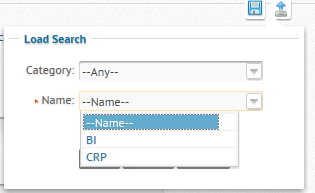 Load Search
Category: --Any--
Name: --Name--
--Name--
BI
CRP